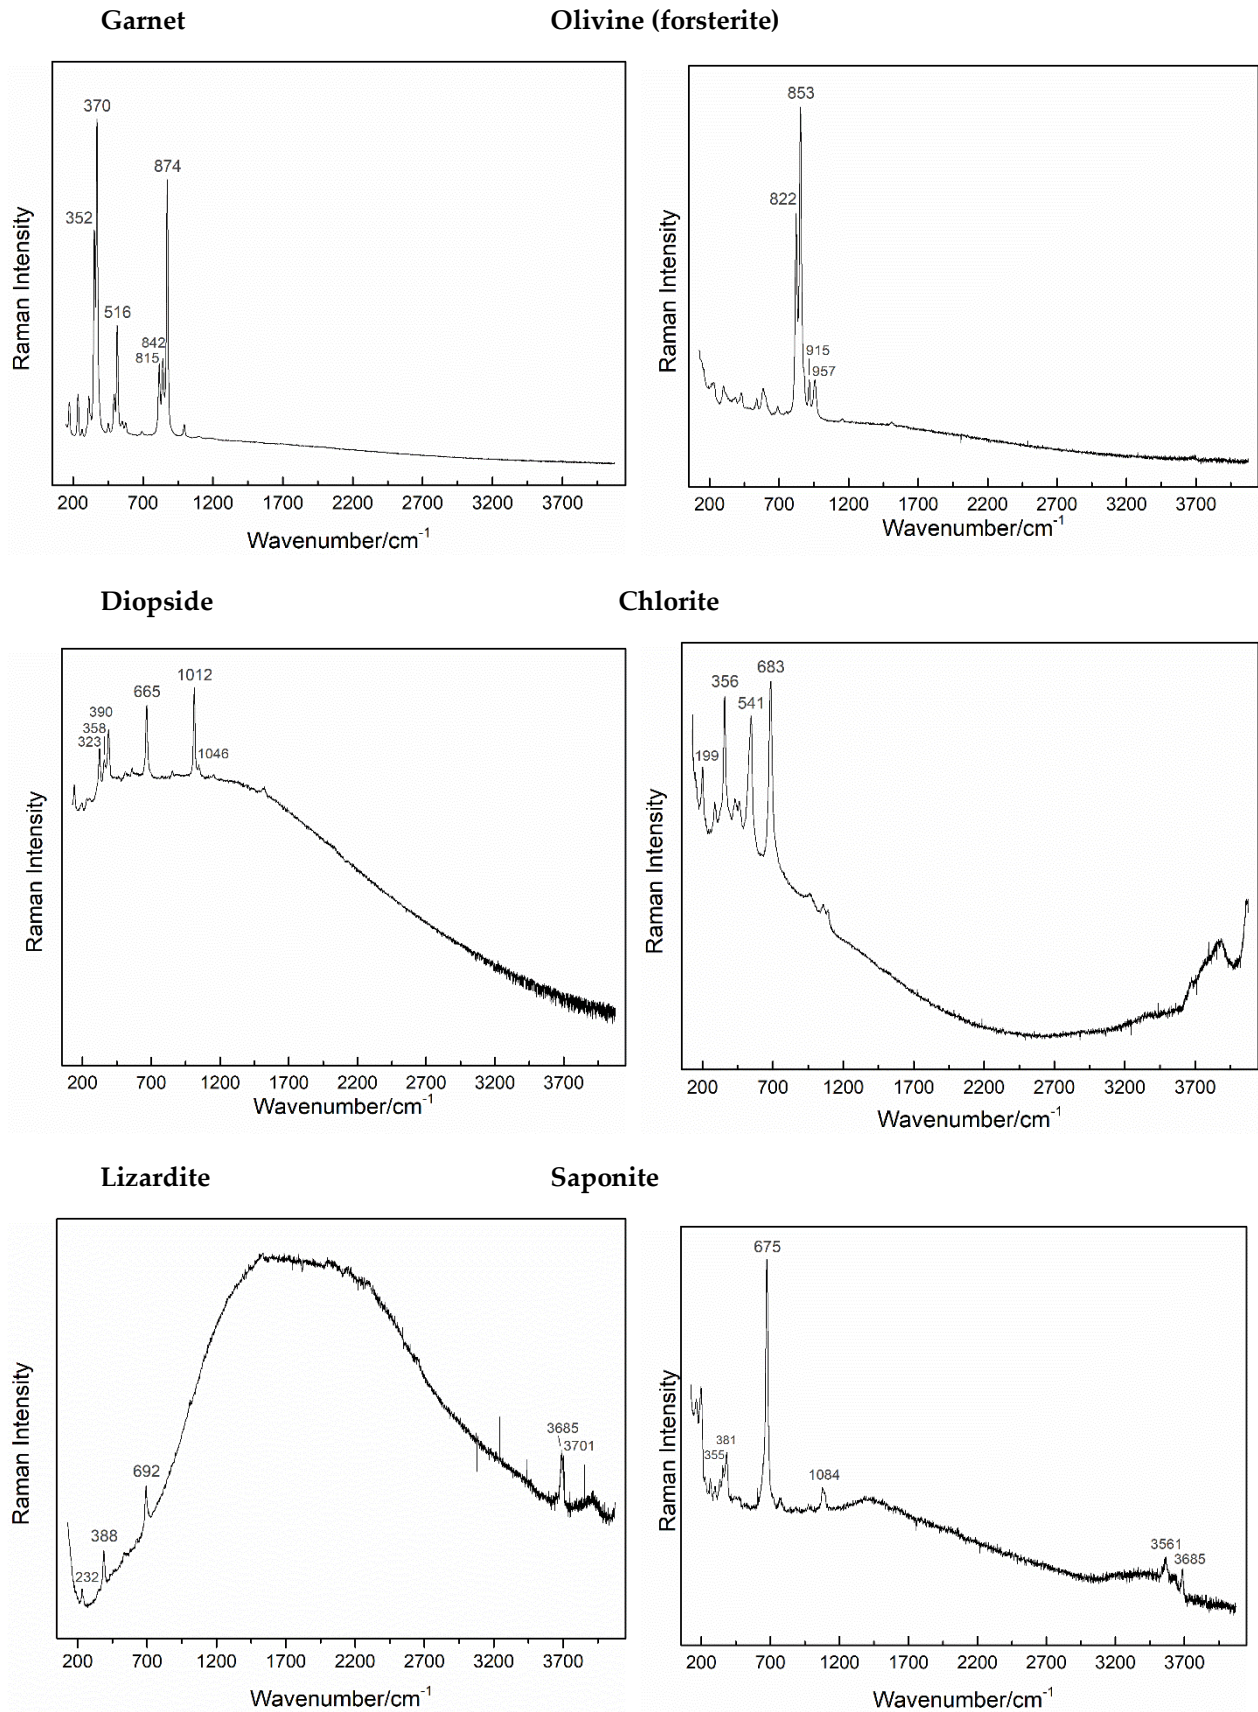 Garnet
Olivine (forsterite)
370
874
352
516
842
815
Raman Intensity
200 700 1200 1700 2200 2700 3200 3700
Wavenumber/cm⁻¹
853
822
915
957
Raman Intensity
200 700 1200 1700 2200 2700 3200 3700
Wavenumber/cm⁻¹
Diopside
Chlorite
1012
665
390
358
323
1046
Raman Intensity
200 700 1200 1700 2200 2700 3200 3700
Wavenumber/cm⁻¹
683
356
541
199
Raman Intensity
200 700 1200 1700 2200 2700 3200 3700
Wavenumber/cm⁻¹
Lizardite
Saponite
3685
3701
692
388
232
Raman Intensity
200 700 1200 1700 2200 2700 3200 3700
Wavenumber/cm⁻¹
675
381
355
1084
3561
3685
Raman Intensity
200 700 1200 1700 2200 2700 3200 3700
Wavenumber/cm⁻¹